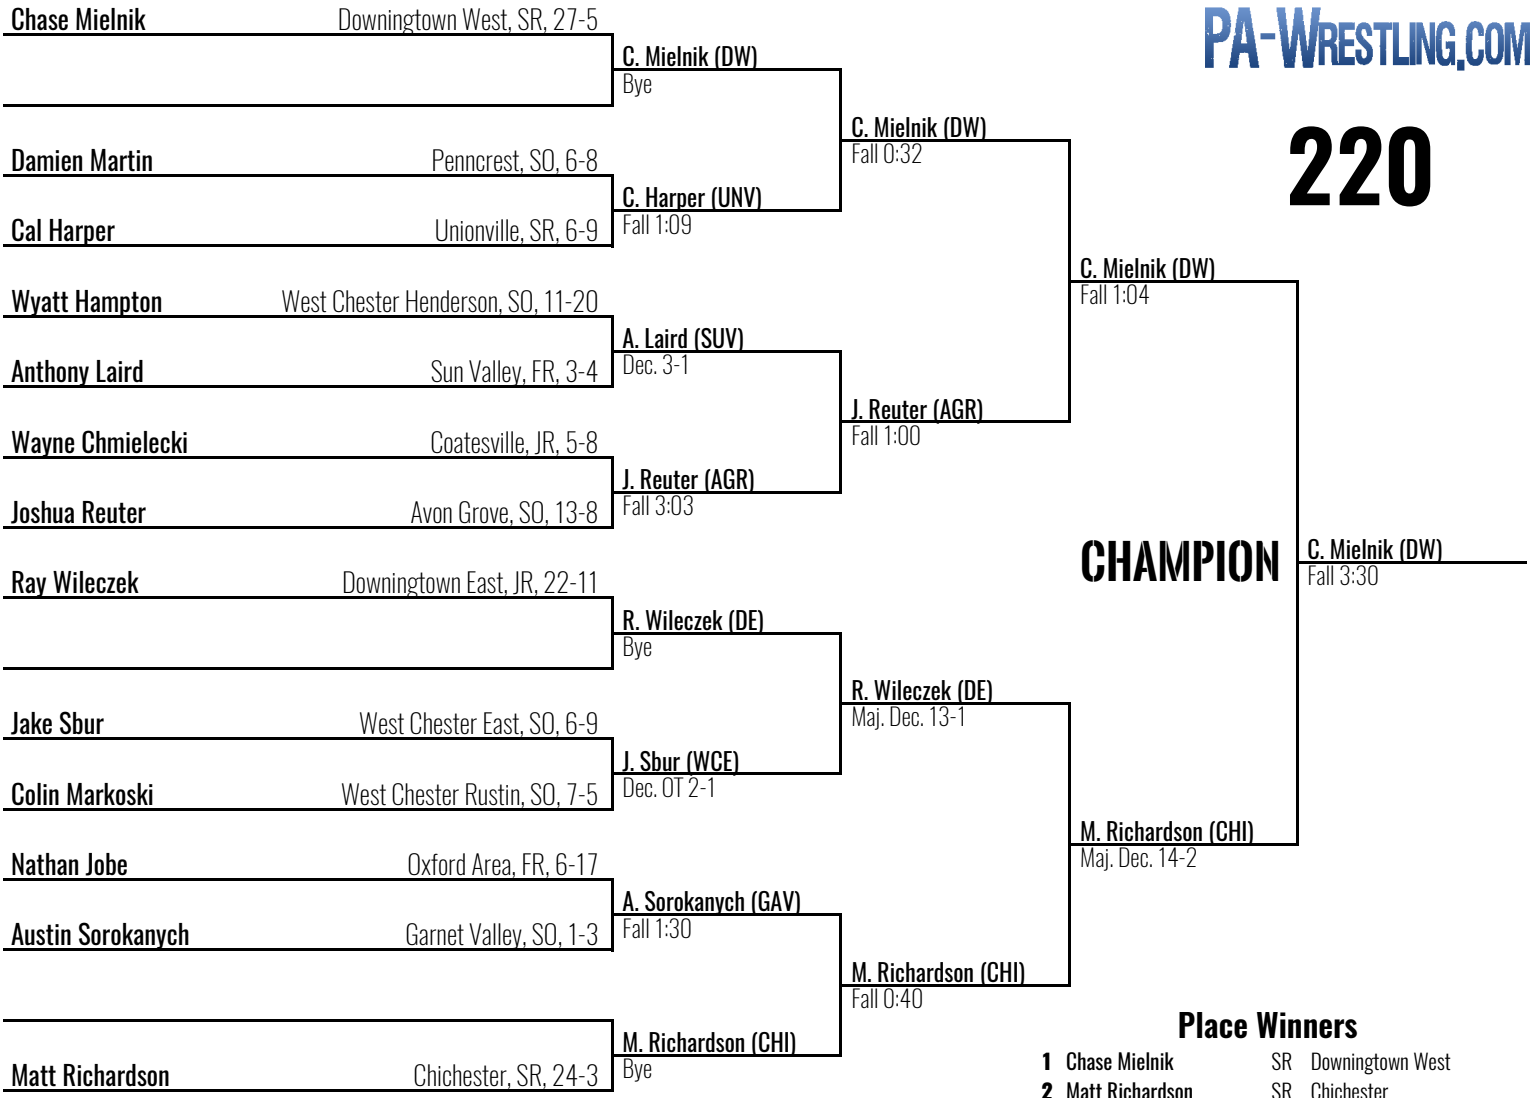 PA-WRESTLING.COM
220
Chase Mielnik Downingtown West, SR, 27-5
C. Mielnik (DW)
Bye
C. Mielnik (DW)
Fall 0:32
Damien Martin Penncrest, SO, 6-8
C. Harper (UNV)
Fall 1:09
Cal Harper Unionville, SR, 6-9
C. Mielnik (DW)
Fall 1:04
Wyatt Hampton West Chester Henderson, SO, 11-20
A. Laird (SUV)
Dec. 3-1
Anthony Laird Sun Valley, FR, 3-4
J. Reuter (AGR)
Fall 1:00
Wayne Chmielecki Coatesville, JR, 5-8
J. Reuter (AGR)
Fall 3:03
Joshua Reuter Avon Grove, SO, 13-8
CHAMPION
C. Mielnik (DW)
Fall 3:30
Ray Wileczek Downingtown East, JR, 22-11
R. Wileczek (DE)
Bye
R. Wileczek (DE)
Maj. Dec. 13-1
Jake Sbur West Chester East, SO, 6-9
J. Sbur (WCE)
Dec. OT 2-1
Colin Markoski West Chester Rustin, SO, 7-5
M. Richardson (CHI)
Maj. Dec. 14-2
Nathan Jobe Oxford Area, FR, 6-17
A. Sorokanych (GAV)
Fall 1:30
Austin Sorokanych Garnet Valley, SO, 1-3
M. Richardson (CHI)
Fall 0:40
M. Richardson (CHI)
Bye
Matt Richardson Chichester, SR, 24-3
Place Winners
1 Chase Mielnik SR Downingtown West
2 Matt Richardson SR Chichester